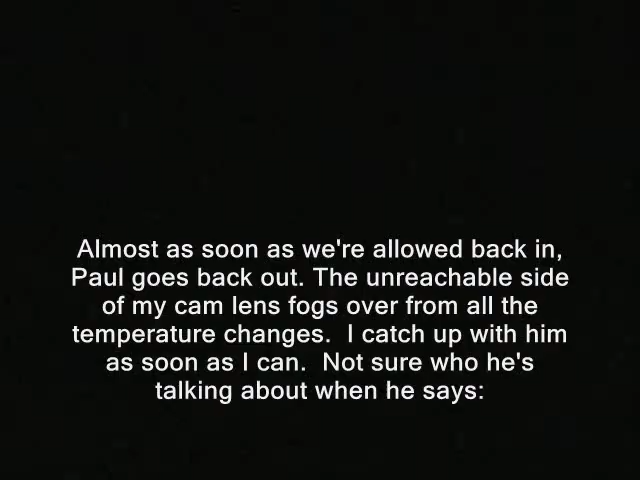 Almost as soon as we're allowed back in,
Paul goes back out. The unreachable side
of my cam lens fogs over from all the
temperature changes.  I catch up with him
as soon as I can.  Not sure who he's
talking about when he says: